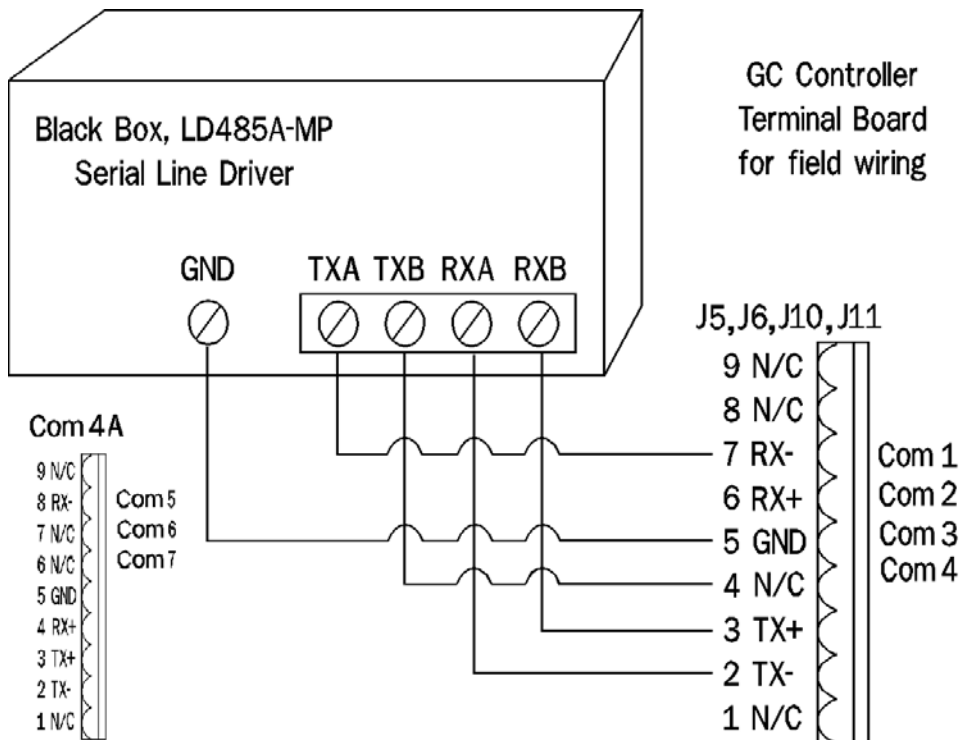 Black Box, LD485A-MP
Serial Line Driver
GC Controller
Terminal Board
for field wiring
GND TXA TXB RXA RXB
J5,J6,J10,J11
9 N/C
8 N/C
7 RX-
6 RX+
5 GND
4 N/C
3 TX+
2 TX-
1 N/C
Com 1
Com 2
Com 3
Com 4
Com 4A
9 N/C
8 RX-
7 N/C
6 N/C
5 GND
4 RX+
3 TX+
2 TX-
1 N/C
Com 5
Com 6
Com 7